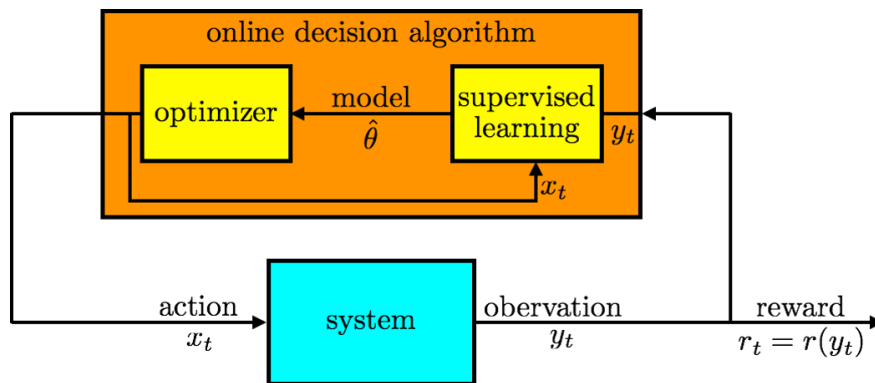 online decision algorithm
optimizer
model
θ̂
supervised
learning
y_t
x_t
action
x_t
system
obervation
y_t
reward
r_t = r(y_t)